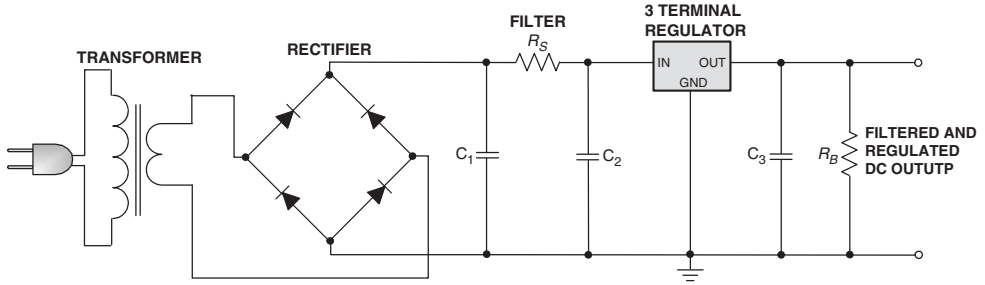 TRANSFORMER
RECTIFIER
FILTER
R_S
3 TERMINAL
REGULATOR
IN
OUT
GND
C_1
C_2
C_3
R_B
FILTERED AND
REGULATED
DC OUTUTP